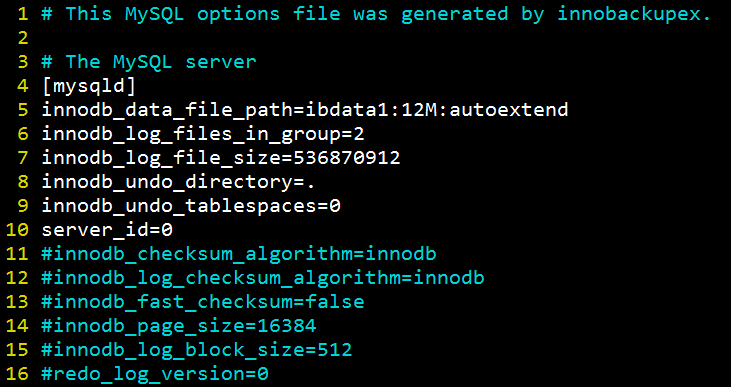 1 # This MySQL options file was generated by innobackupex.
2
3 # The MySQL server
4 [mysqld]
5 innodb_data_file_path=ibdata1:12M:autoextend
6 innodb_log_files_in_group=2
7 innodb_log_file_size=536870912
8 innodb_undo_directory=.
9 innodb_undo_tablespaces=0
10 server_id=0
11 #innodb_checksum_algorithm=innodb
12 #innodb_log_checksum_algorithm=innodb
13 #innodb_fast_checksum=false
14 #innodb_page_size=16384
15 #innodb_log_block_size=512
16 #redo_log_version=0